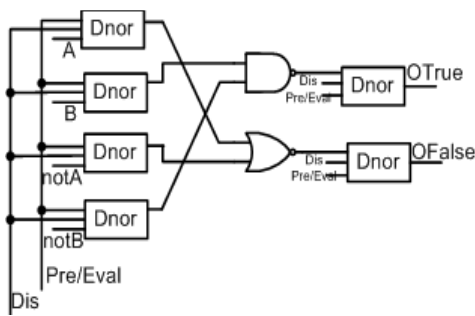 Dnor
A
Dnor
B
Dnor
notA
Dnor
notB
Pre/Eval
Dis
Dis
Pre/Eval
Dnor
OTrue
Dis
Pre/Eval
Dnor
OFalse